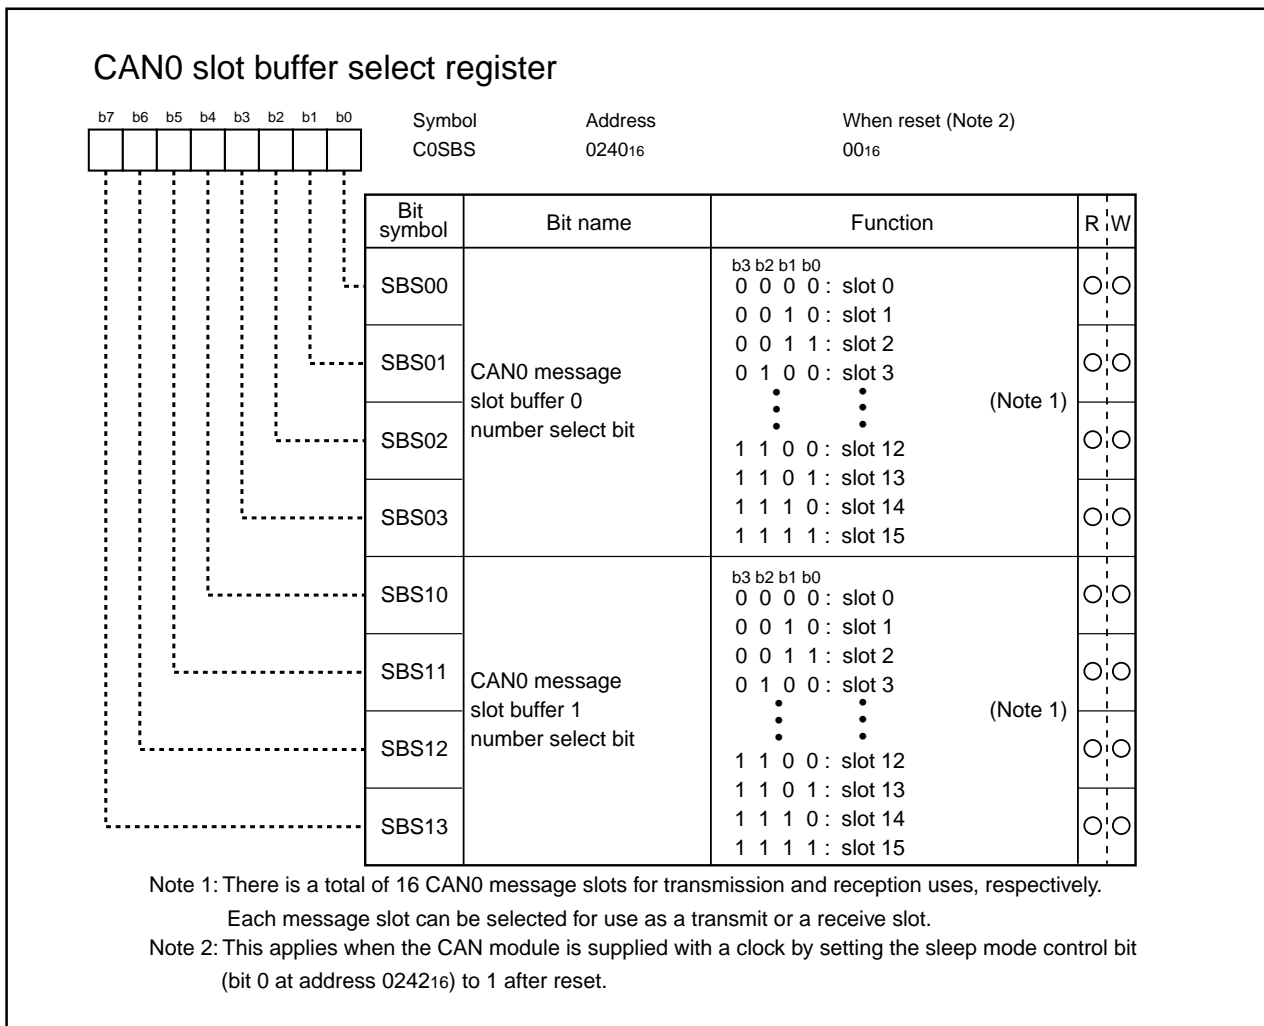 CAN0 slot buffer select register
b7 b6 b5 b4 b3 b2 b1 b0
Symbol Address When reset (Note 2)
C0SBS 024016 0016
Bit symbol Bit name Function R W
SBS00
SBS01
SBS02
SBS03
CAN0 message
slot buffer 0
number select bit
b3 b2 b1 b0
0 0 0 0 : slot 0
0 0 1 0 : slot 1
0 0 1 1 : slot 2
0 1 0 0 : slot 3
(Note 1)
1 1 0 0 : slot 12
1 1 0 1 : slot 13
1 1 1 0 : slot 14
1 1 1 1 : slot 15
SBS10
SBS11
SBS12
SBS13
CAN0 message
slot buffer 1
number select bit
b3 b2 b1 b0
0 0 0 0 : slot 0
0 0 1 0 : slot 1
0 0 1 1 : slot 2
0 1 0 0 : slot 3
(Note 1)
1 1 0 0 : slot 12
1 1 0 1 : slot 13
1 1 1 0 : slot 14
1 1 1 1 : slot 15
Note 1: There is a total of 16 CAN0 message slots for transmission and reception uses, respectively.
Each message slot can be selected for use as a transmit or a receive slot.
Note 2: This applies when the CAN module is supplied with a clock by setting the sleep mode control bit
(bit 0 at address 024216) to 1 after reset.